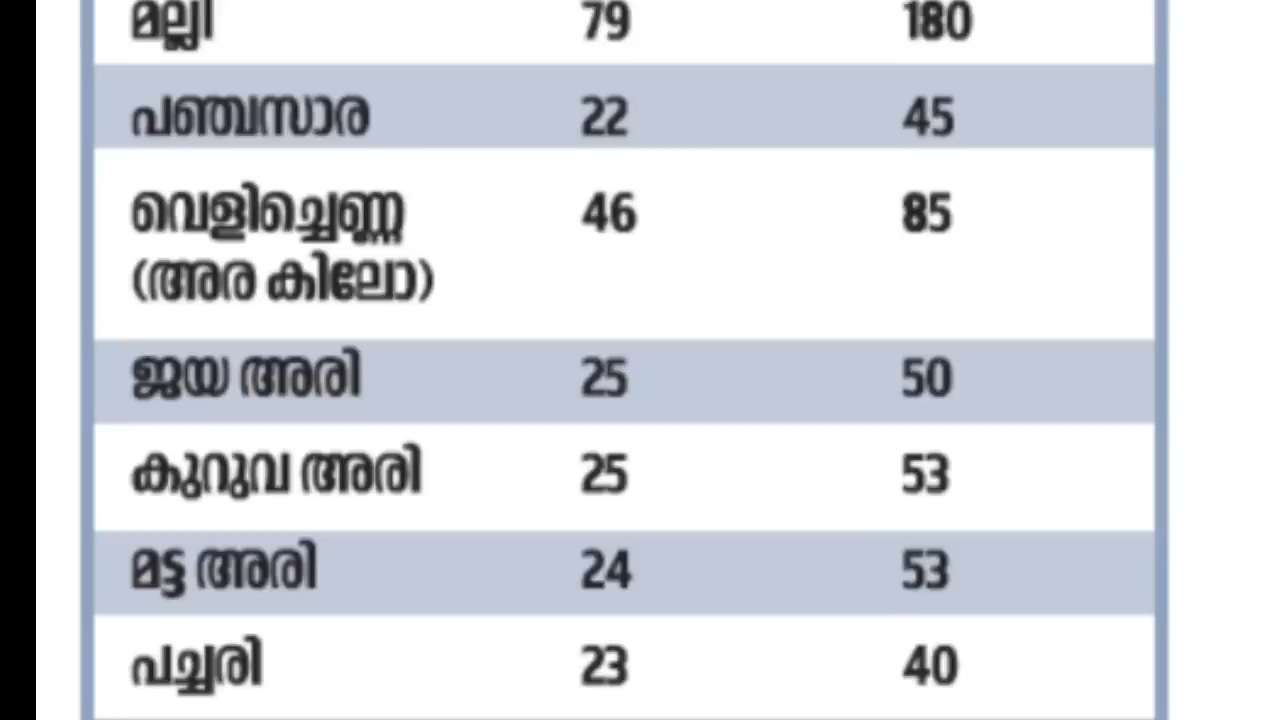 മല്ലി 79 180
പഞ്ചസാര 22 45
വെളിച്ചെണ്ണ 46 85
(അര കിലോ)
ജയ അരി 25 50
കുറുവ അരി 25 53
മട്ട അരി 24 53
പച്ചരി 23 40